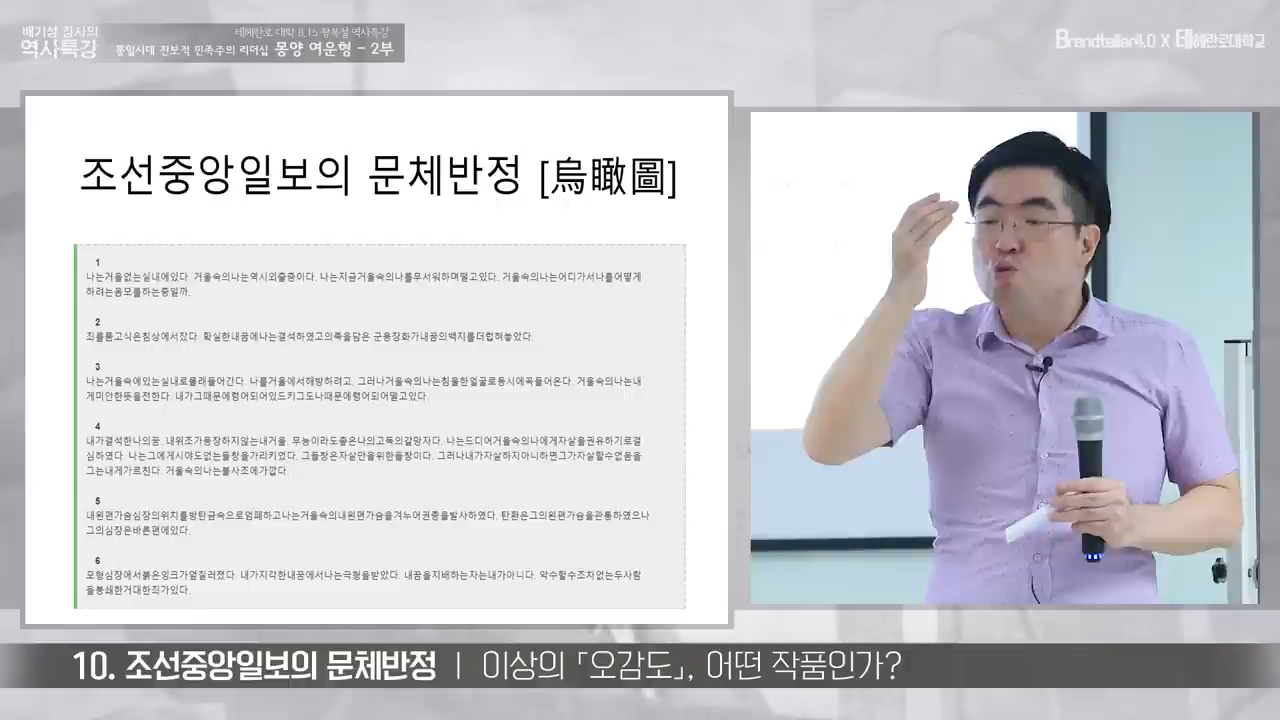 배기성 강사의
역사특강
테헤란로 대학 8.15 광복절 역사특강
통일시대 진보적 민족주의 리더십 몽양 여운형 - 2부
Brandteller4.0 X 테헤란로대학교
조선중앙일보의 문체반정 [烏瞰圖]
1
나는거울없는실내에있다. 거울속의나는역시외출중이다. 나는지금거울속의나를무서워하며떨고있다. 거울속의나는어디가서나를어떻게
하려는음모를하는중일까.
2
죄를품고식은침상에서잤다. 확실한내꿈에나는결석하였고의족을담은 군용장화가내꿈의백지를더럽혀놓았다.
3
나는거울속에있는실내로몰래들어간다. 나를거울에서해방하려고. 그러나거울속의나는침울한얼굴로동시에꼭들어온다. 거울속의나는내
게미안한뜻을전한다. 내가그때문에영어되어있드키그도나때문에영어되어떨고있다.
4
내가결석한나의꿈. 내위조가등장하지않는내거울. 무능이라도좋은나의고독의갈망자다. 나는드디어거울속의나에게자살을권유하기로결
심하였다. 나는그에게시야도없는들창을가리키었다. 그들창은자살만을위한들창이다. 그러나내가자살하지아니하면그가자살할수없음을
그는내게가르친다. 거울속의나는불사조에가깝다.
5
내왼편가슴심장의위치를방탄금속으로엄폐하고나는거울속의내왼편가슴을겨누어권총을발사하였다. 탄환은그의왼편가슴을관통하였으나
그의심장은바른편에있다.
6
모형심장에서붉은잉크가엎질러졌다. 내가지각한내꿈에서나는극형을받았다. 내꿈을지배하는자는내가아니다. 악수할수조차없는두사람
을봉쇄한거대한죄가있다.
10. 조선중앙일보의 문체반정 | 이상의 「오감도」, 어떤 작품인가?